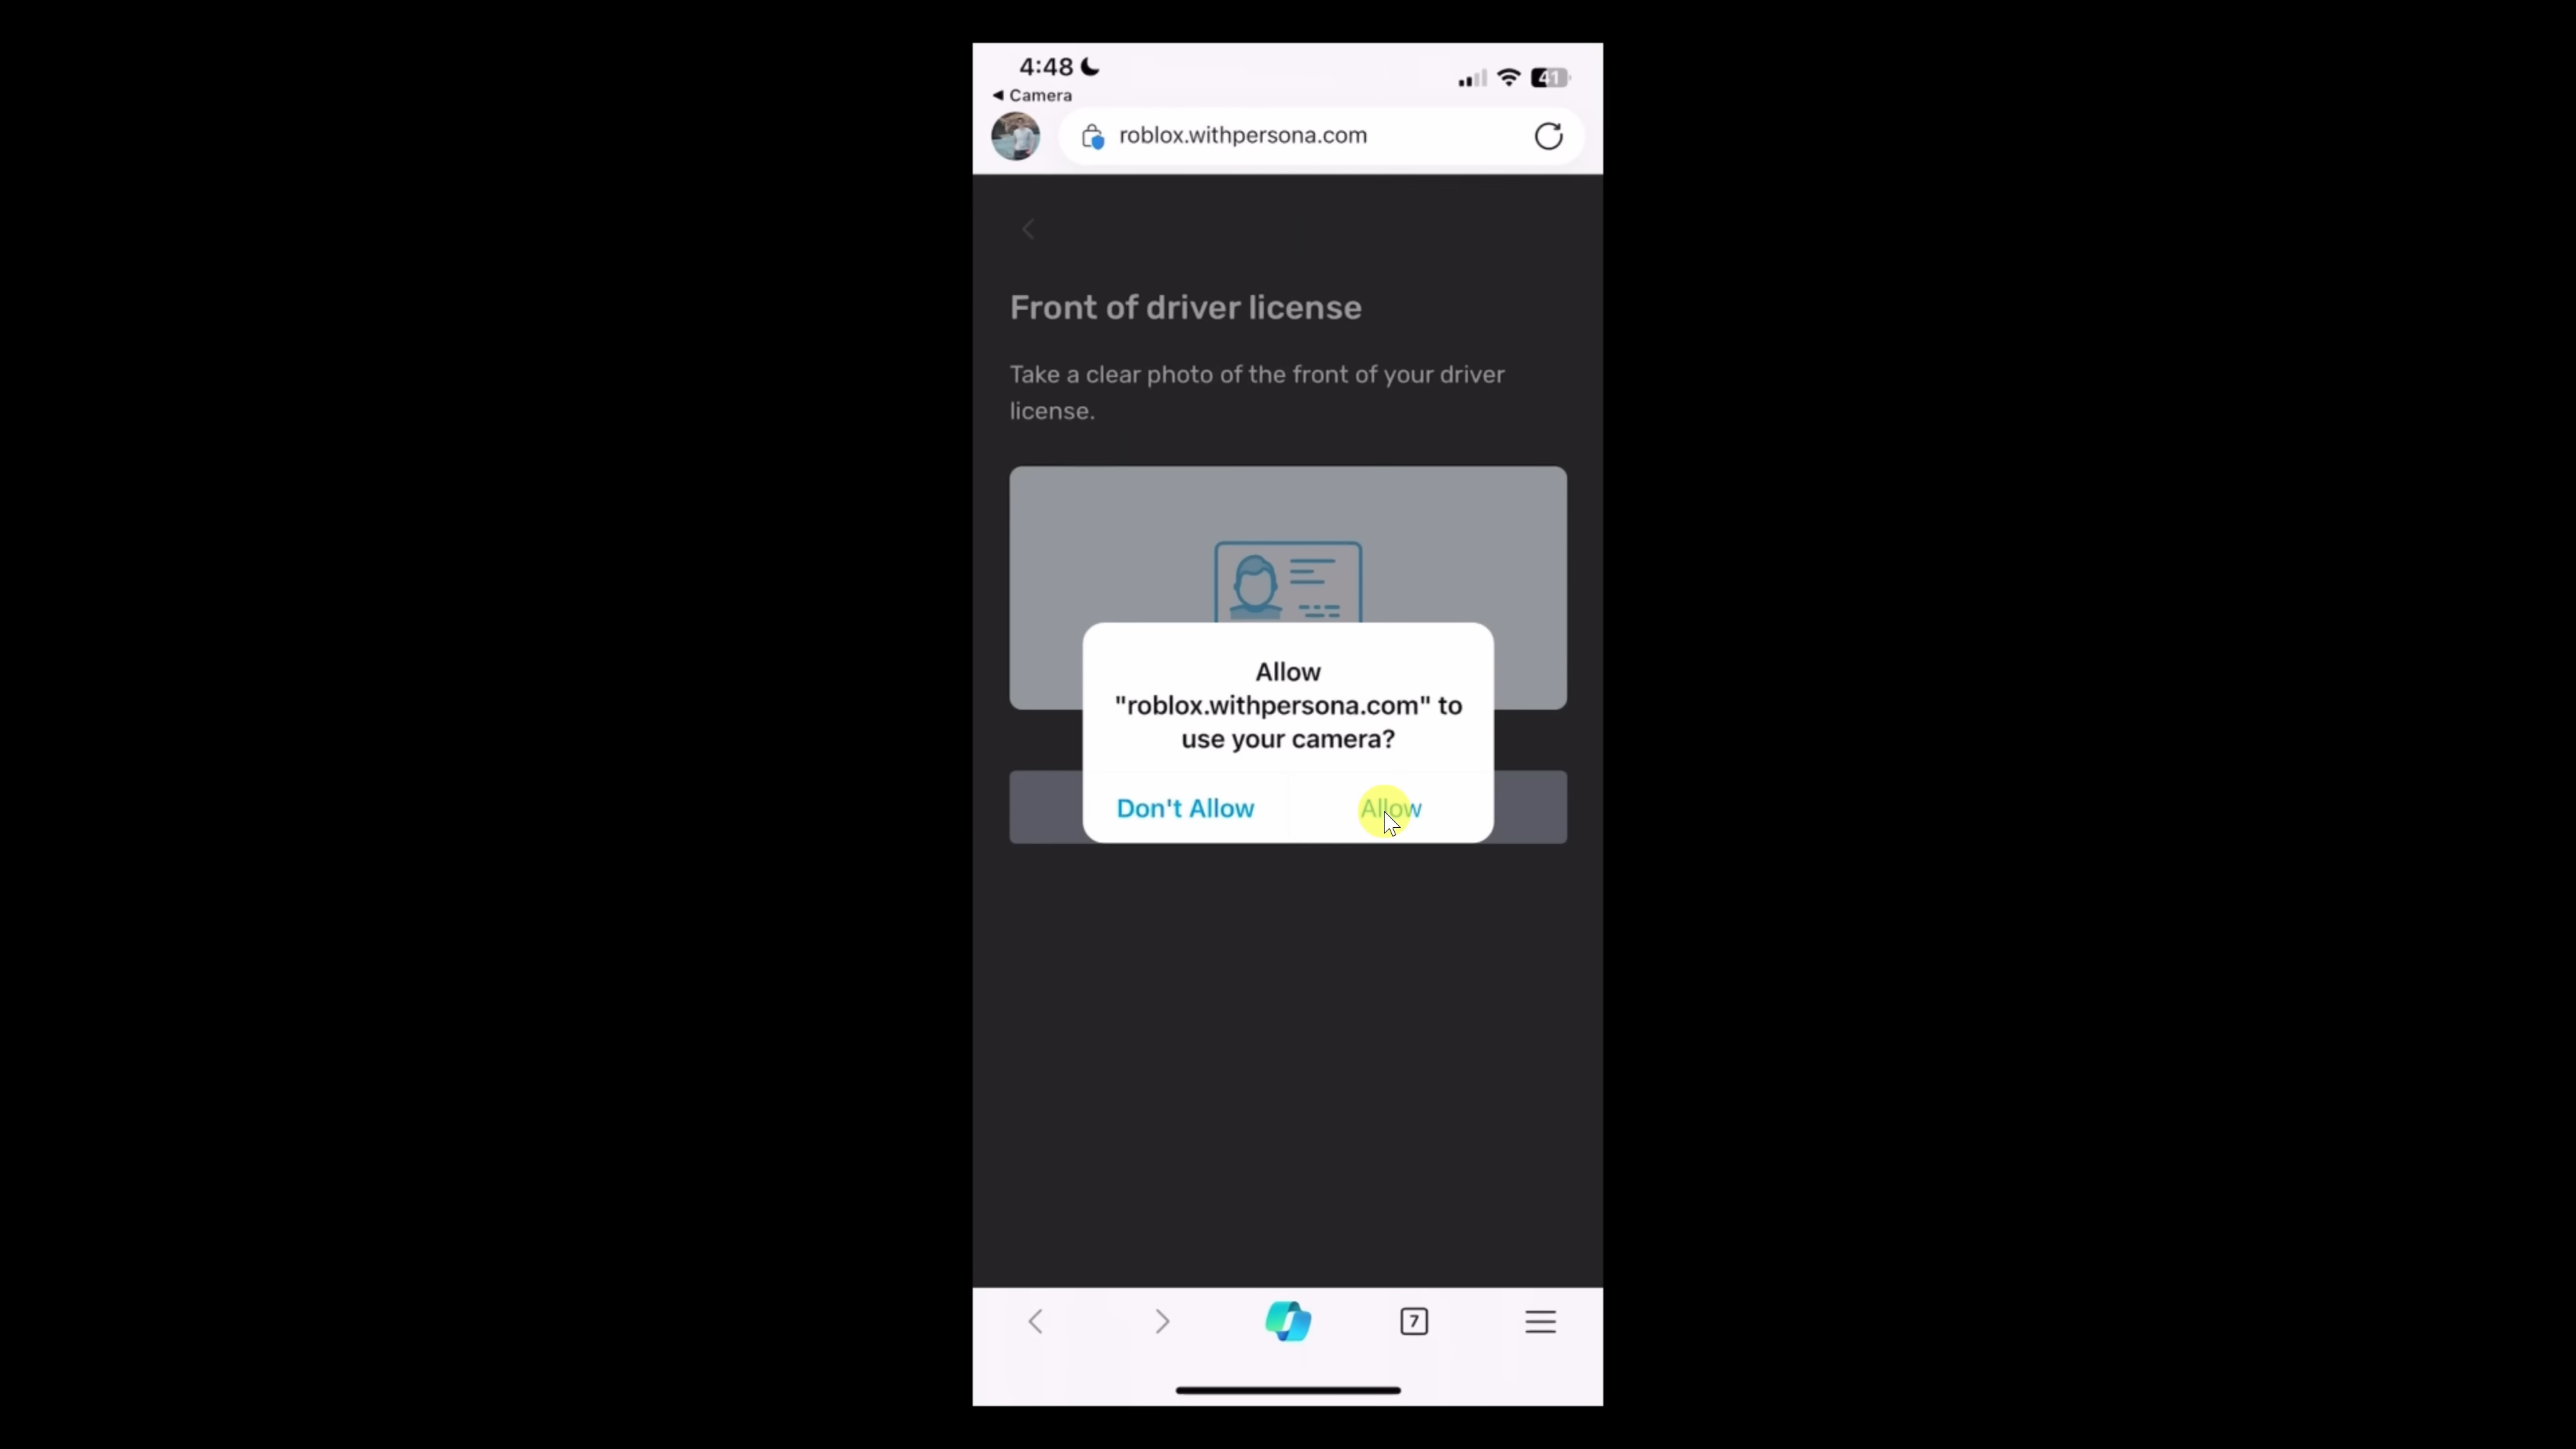 4:48
41
◄ Camera
roblox.withpersona.com
Front of driver license
Take a clear photo of the front of your driver
license.
Allow
"roblox.withpersona.com" to
use your camera?
Don't Allow
Allow
7